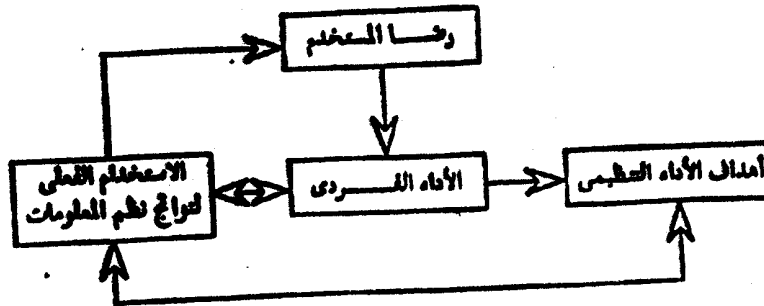 رضا المستخدم
الاستخدام الفعلى
لنواتج نظم المعلومات
الأداء الفردى
أهداف الأداء التنظيمى